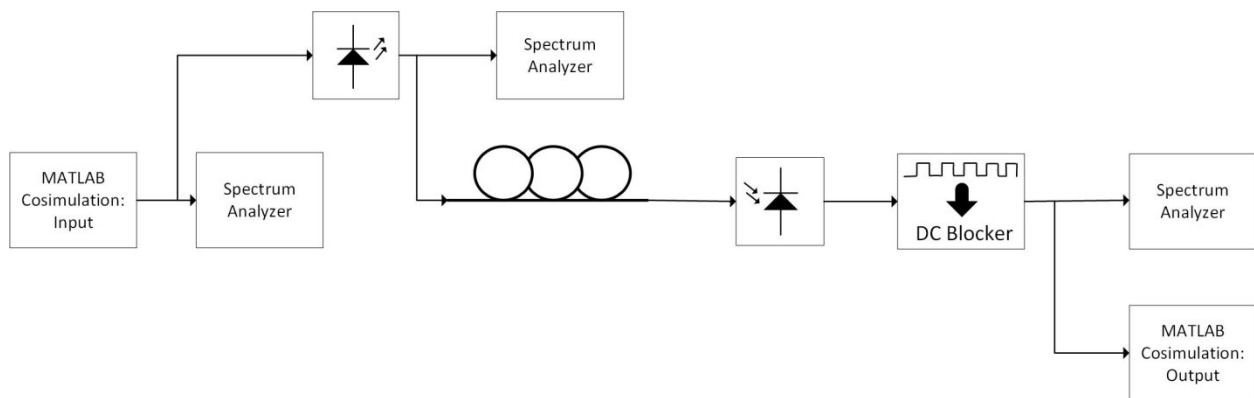 Spectrum
Analyzer
MATLAB
Cosimulation:
Input
Spectrum
Analyzer
DC Blocker
Spectrum
Analyzer
MATLAB
Cosimulation:
Output